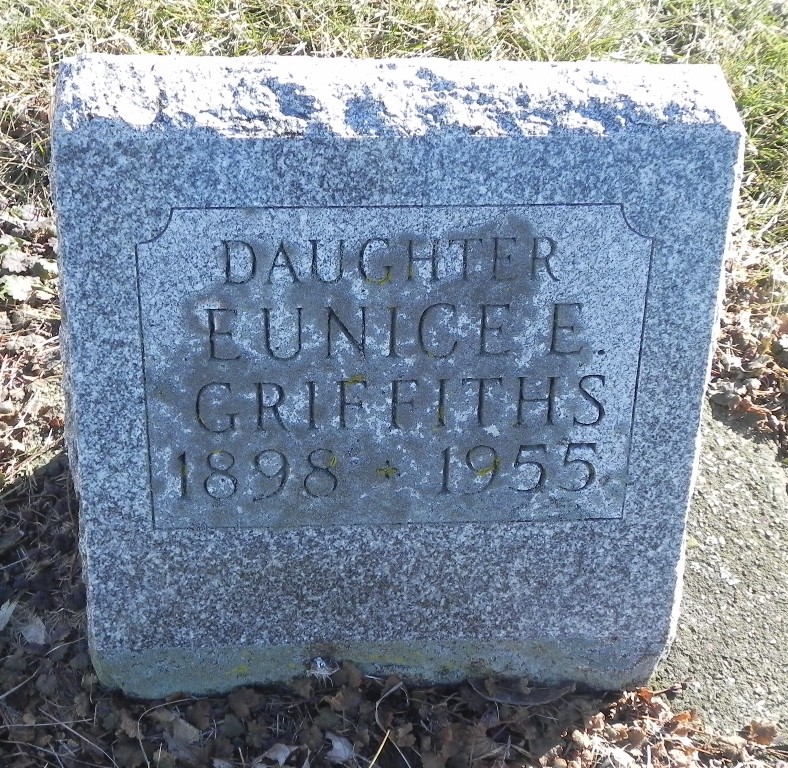 DAUGHTER
EUNICE E.
GRIFFITHS
1898 + 1955